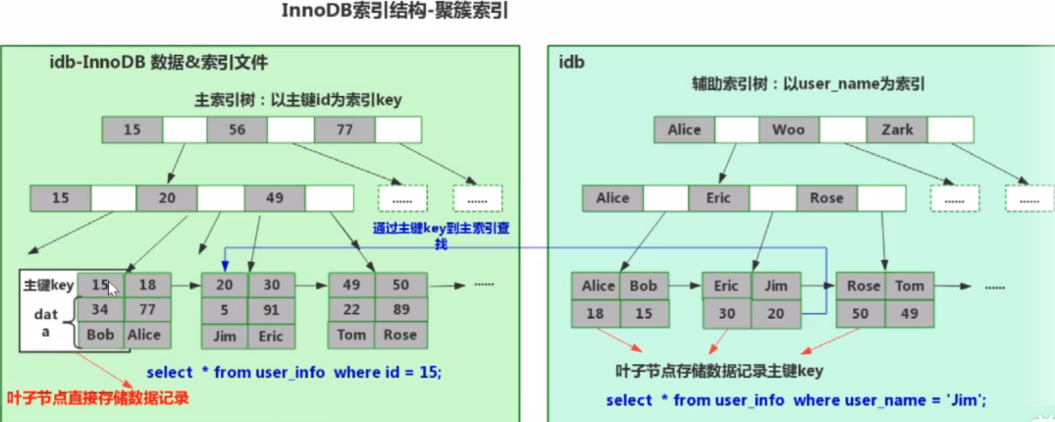 InnoDB索引结构-聚簇索引
idb-InnoDB 数据&索引文件
主索引树：以主键id为索引key
15 56 77
15 20 49 ...... ......
通过主键key到主索引查
找
主键key 15 18 20 30 49 50 ......
dat
a
34 77 5 91 22 89
Bob Alice Jim Eric Tom Rose
select * from user_info where id = 15;
叶子节点直接存储数据记录
idb
辅助索引树：以user_name为索引
Alice Woo Zark
Alice Eric Rose ...... ......
Alice Bob Eric Jim Rose Tom ......
18 15 30 20 50 49
叶子节点存储数据记录主键key
select * from user_info where user_name = 'Jim';